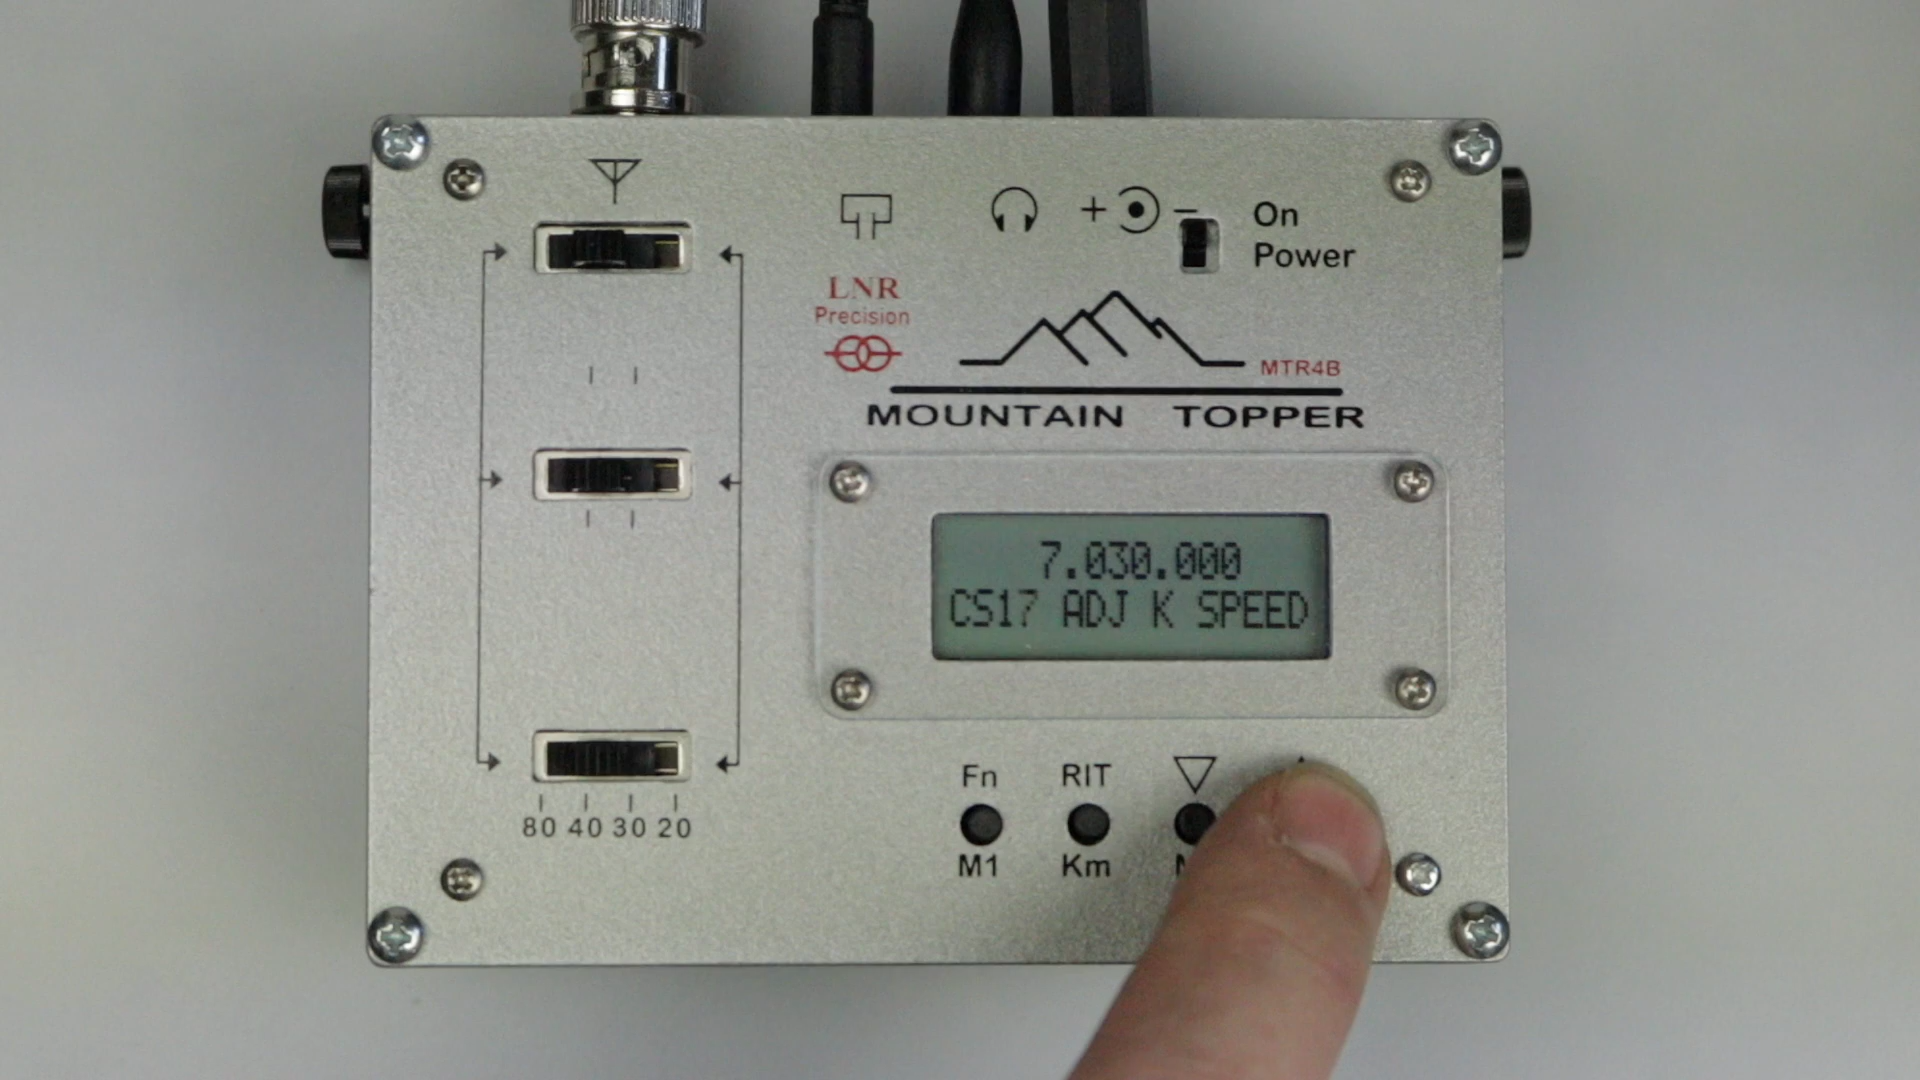 On
Power
LNR
Precision
MTR4B
MOUNTAIN TOPPER
7.030.000
CS17 ADJ K SPEED
Fn RIT
M1 Km
80 40 30 20